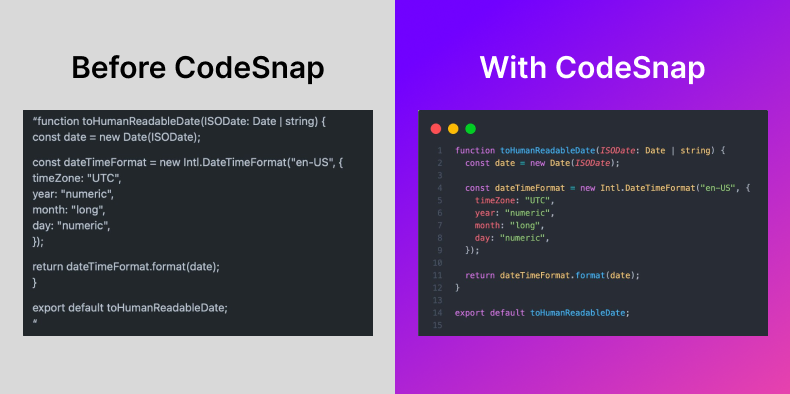 Before CodeSnap
“function toHumanReadableDate(ISODate: Date | string) {
const date = new Date(ISODate);
const dateTimeFormat = new Intl.DateTimeFormat("en-US", {
timeZone: "UTC",
year: "numeric",
month: "long",
day: "numeric",
});
return dateTimeFormat.format(date);
}
export default toHumanReadableDate;
“
With CodeSnap
1 function toHumanReadableDate(ISODate: Date | string) {
2 const date = new Date(ISODate);
3
4 const dateTimeFormat = new Intl.DateTimeFormat("en-US", {
5 timeZone: "UTC",
6 year: "numeric",
7 month: "long",
8 day: "numeric",
9 });
10
11 return dateTimeFormat.format(date);
12 }
13
14 export default toHumanReadableDate;
15